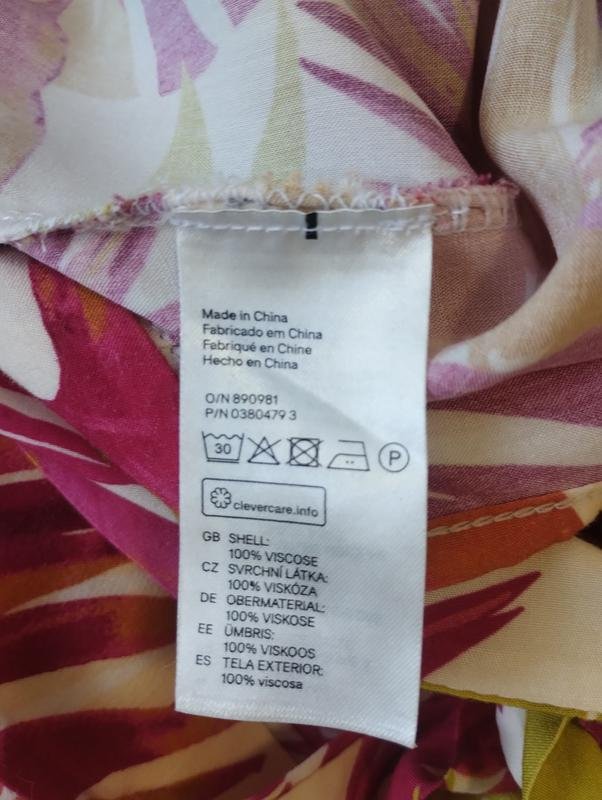 Made in China
Fabricado em China
Fabriqué en Chine
Hecho en China
O/N 890981
P/N 0380479 3
30 P
clevercare.info
GB SHELL:
100% VISCOSE
CZ SVRCHNÍ LÁTKA:
100% VISKÓZA
DE OBERMATERIAL:
100% VISKOSE
EE ÜMBRIS:
100% VISKOOS
ES TELA EXTERIOR:
100% viscosa